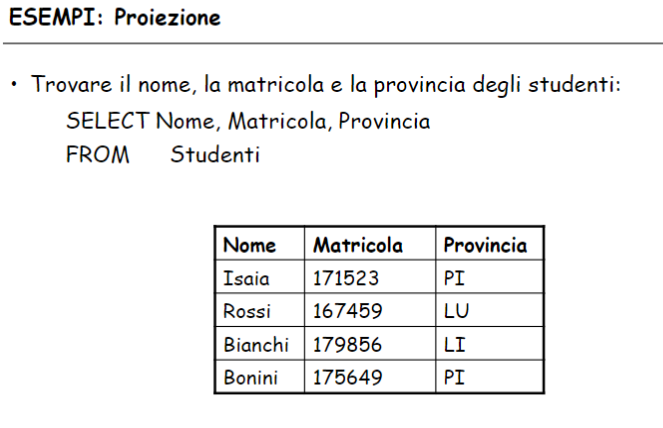 ESEMPI: Proiezione
• Trovare il nome, la matricola e la provincia degli studenti:
SELECT Nome, Matricola, Provincia
FROM Studenti
Nome Matricola Provincia
Isaia 171523 PI
Rossi 167459 LU
Bianchi 179856 LI
Bonini 175649 PI